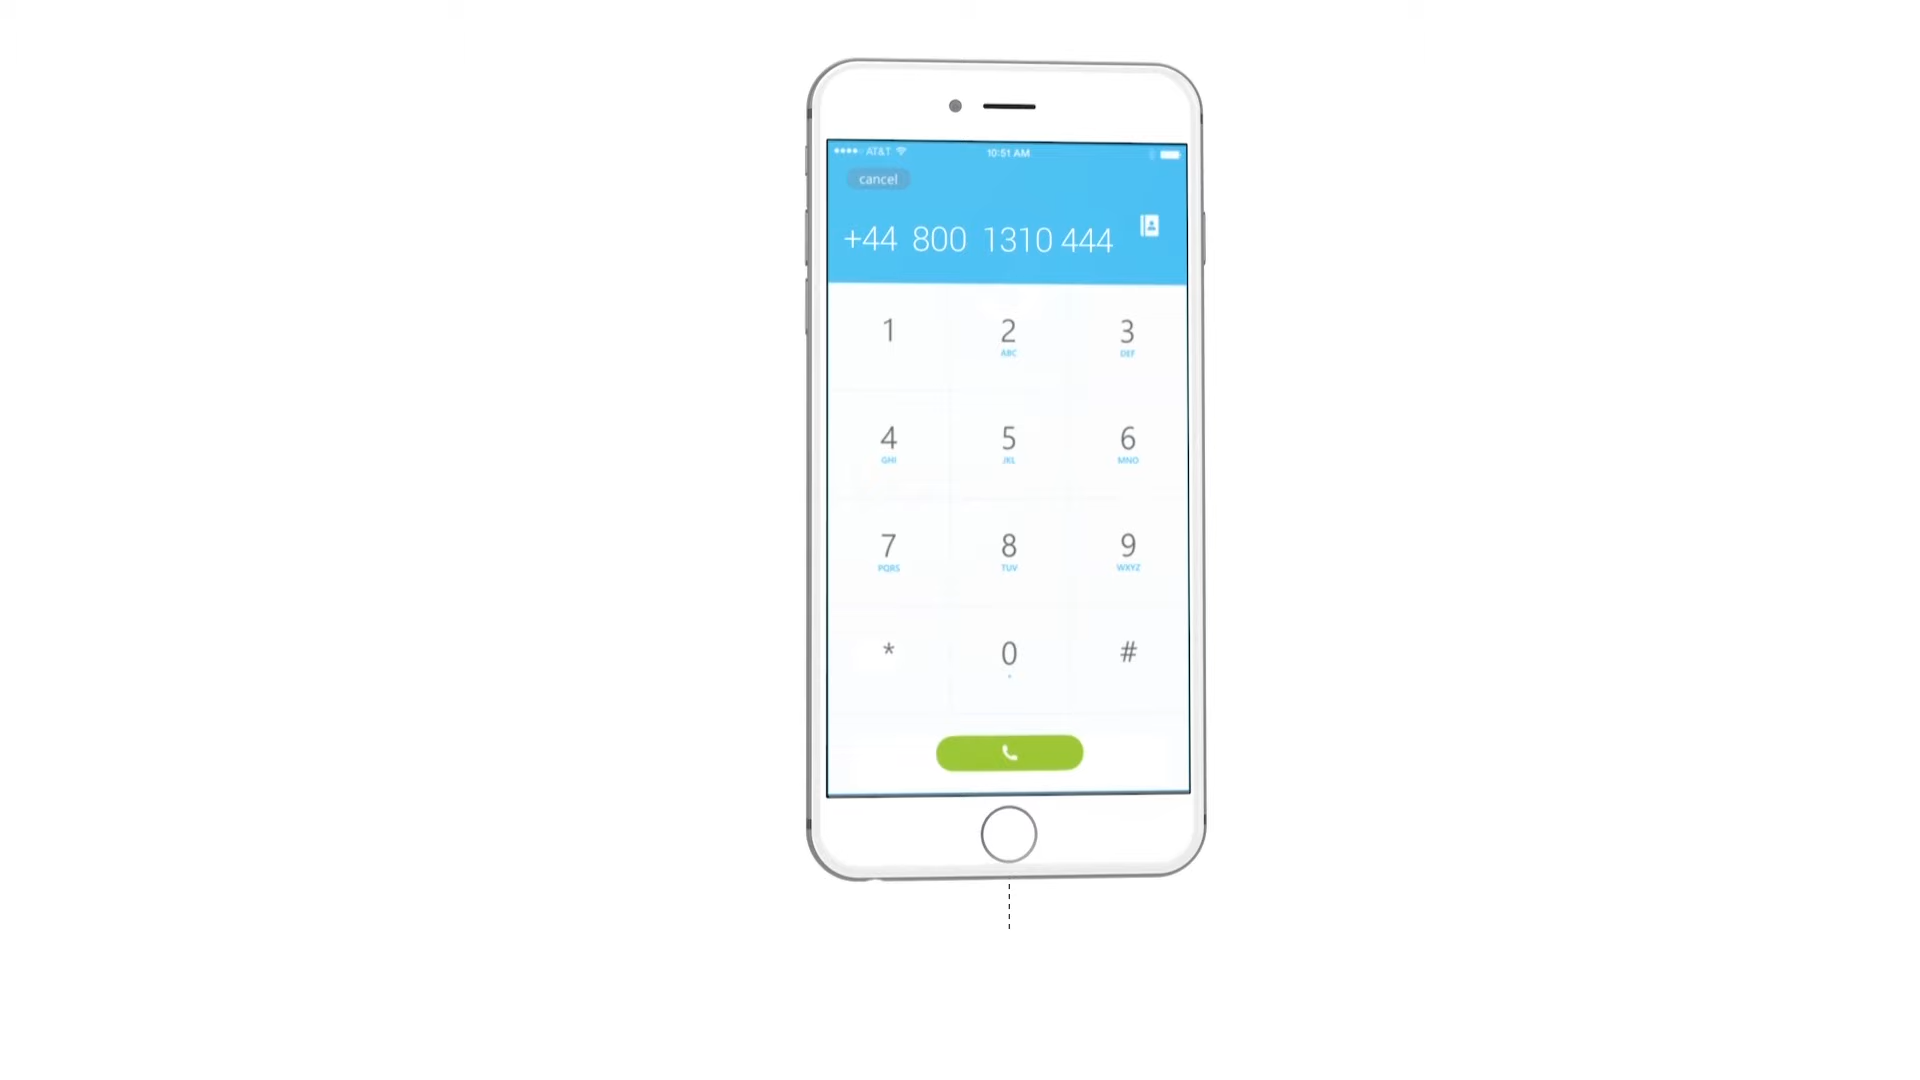 AT&T 10:51 AM
cancel
+44 800 1310 444
1 2 3
ABC DEF
4 5 6
GHI JKL MNO
7 8 9
PQRS TUV WXYZ
* 0 #